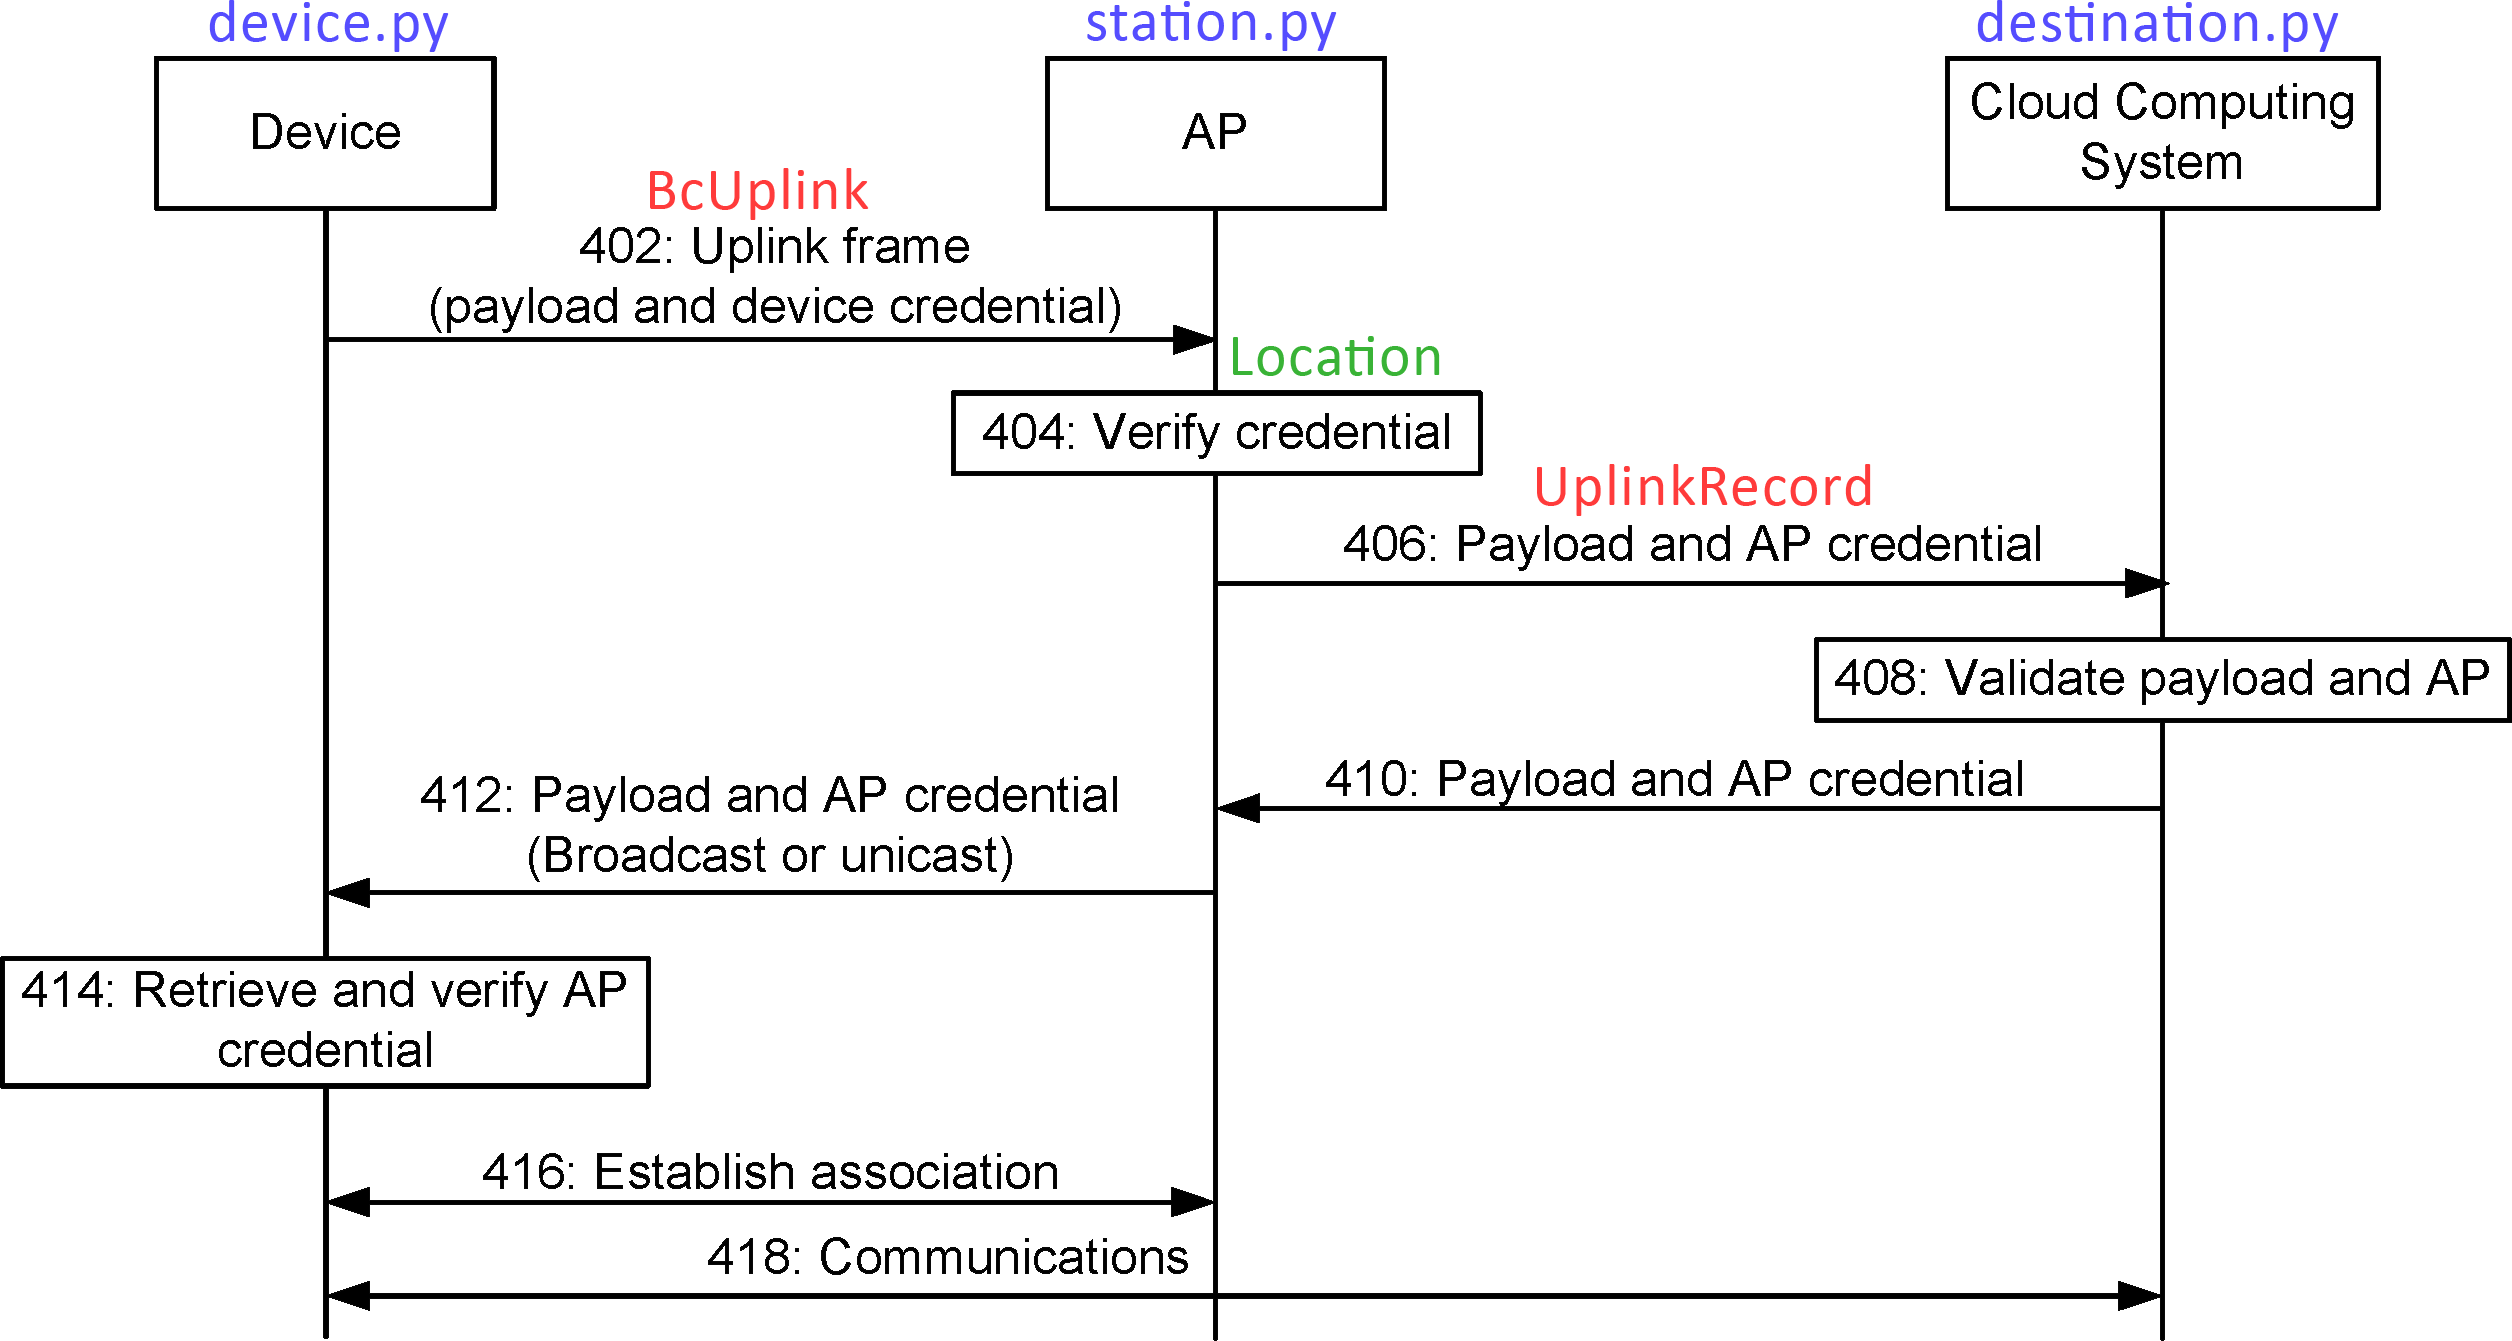 device.py
station.py
destination.py
Device
AP
Cloud Computing
System
BcUplink
402: Uplink frame
(payload and device credential)
Location
404: Verify credential
UplinkRecord
406: Payload and AP credential
408: Validate payload and AP
410: Payload and AP credential
412: Payload and AP credential
(Broadcast or unicast)
414: Retrieve and verify AP
credential
416: Establish association
418: Communications